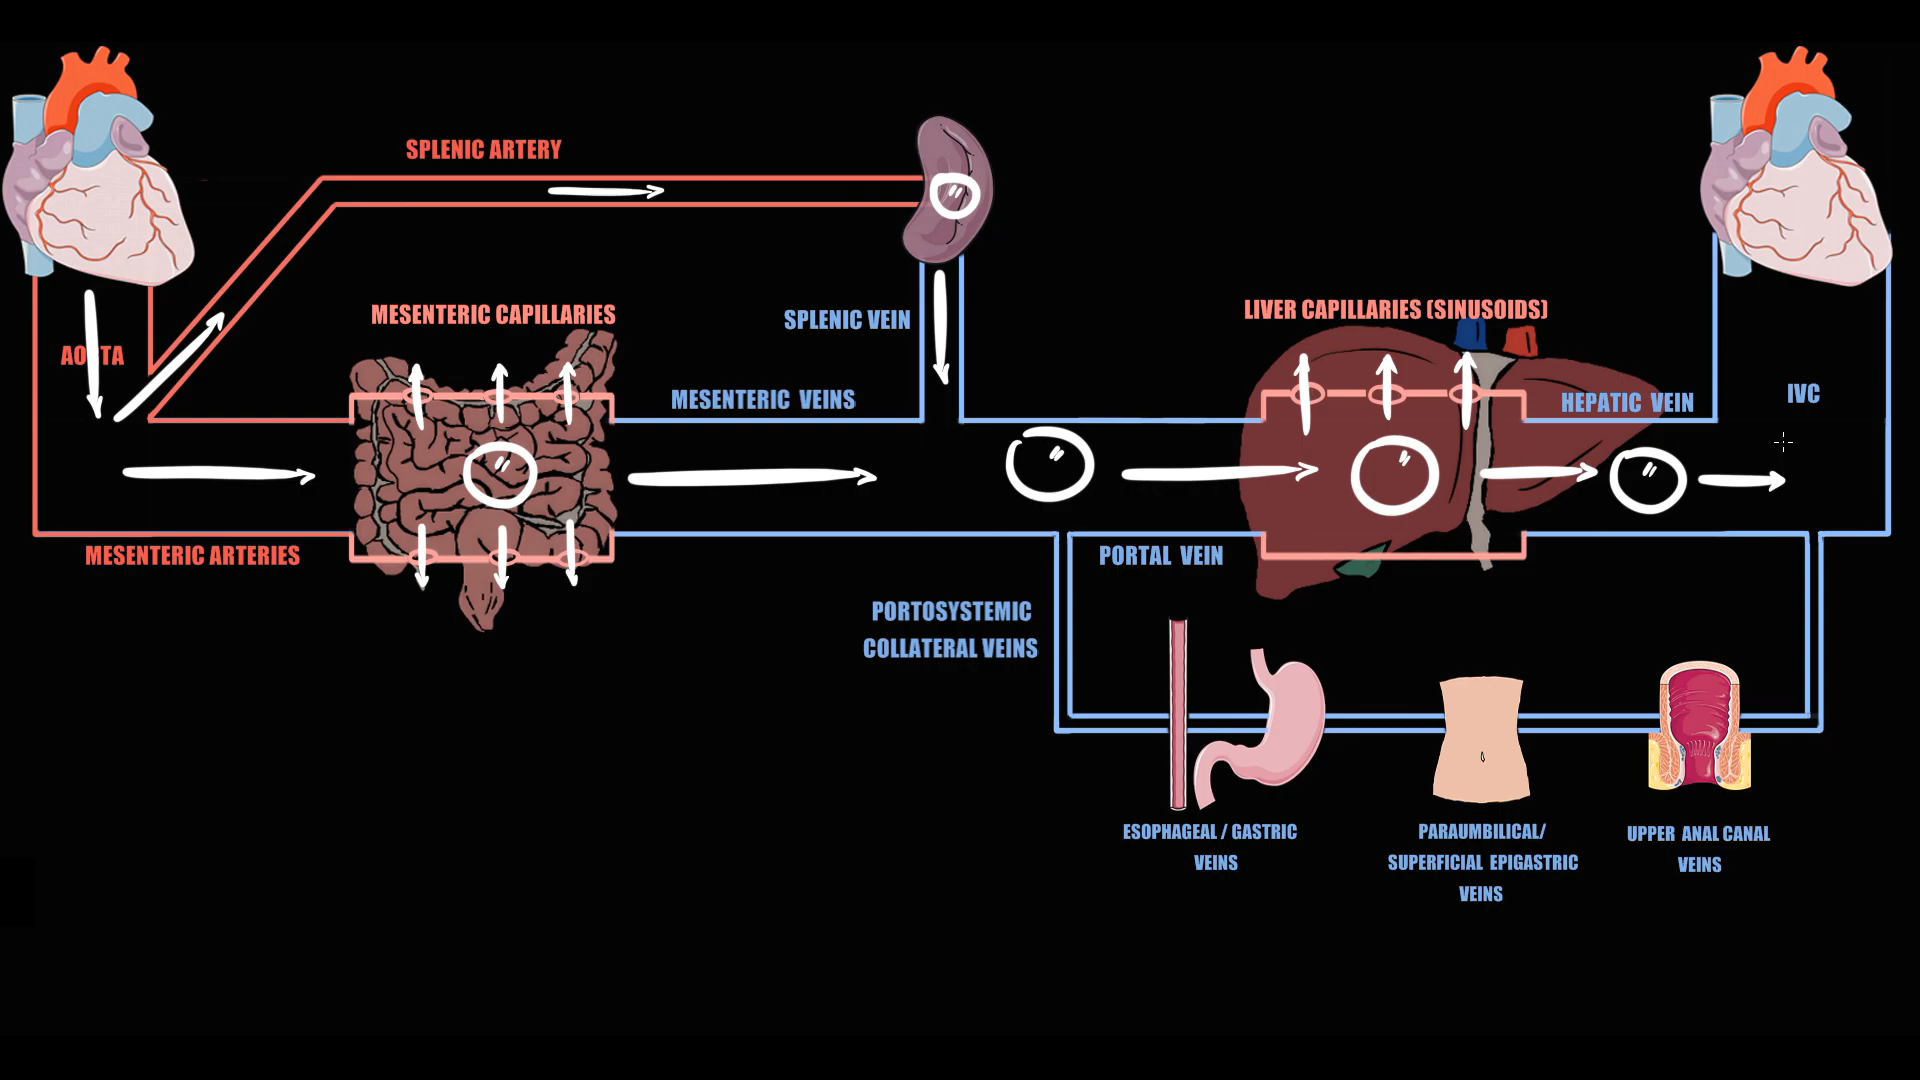 SPLENIC ARTERY
MESENTERIC CAPILLARIES
LIVER CAPILLARIES (SINUSOIDS)
SPLENIC VEIN
AORTA
MESENTERIC VEINS
HEPATIC VEIN
IVC
MESENTERIC ARTERIES
PORTAL VEIN
PORTOSYSTEMIC
COLLATERAL VEINS
ESOPHAGEAL / GASTRIC
VEINS
PARAUMBILICAL/
SUPERFICIAL EPIGASTRIC
VEINS
UPPER ANAL CANAL
VEINS